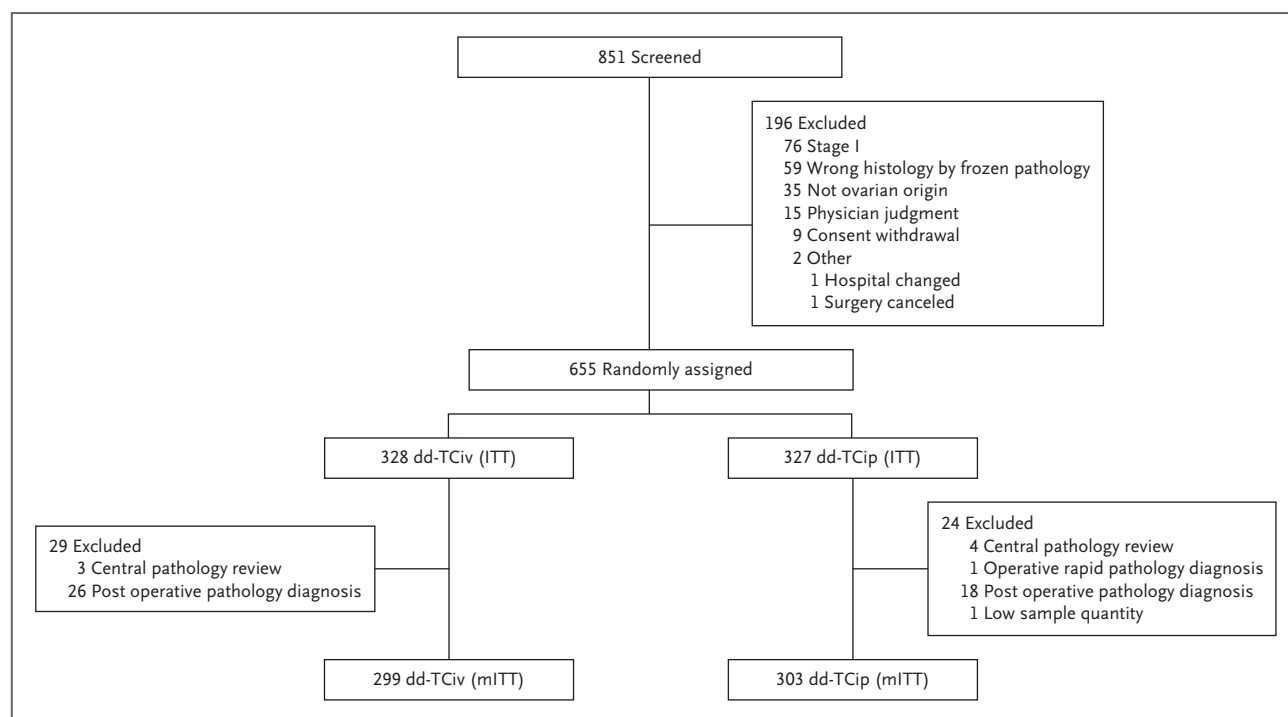 851 Screened
196 Excluded
76 Stage I
59 Wrong histology by frozen pathology
35 Not ovarian origin
15 Physician judgment
9 Consent withdrawal
2 Other
1 Hospital changed
1 Surgery canceled
655 Randomly assigned
328 dd-TCiv (ITT)
327 dd-TCip (ITT)
29 Excluded
3 Central pathology review
26 Post operative pathology diagnosis
24 Excluded
4 Central pathology review
1 Operative rapid pathology diagnosis
18 Post operative pathology diagnosis
1 Low sample quantity
299 dd-TCiv (mITT)
303 dd-TCip (mITT)